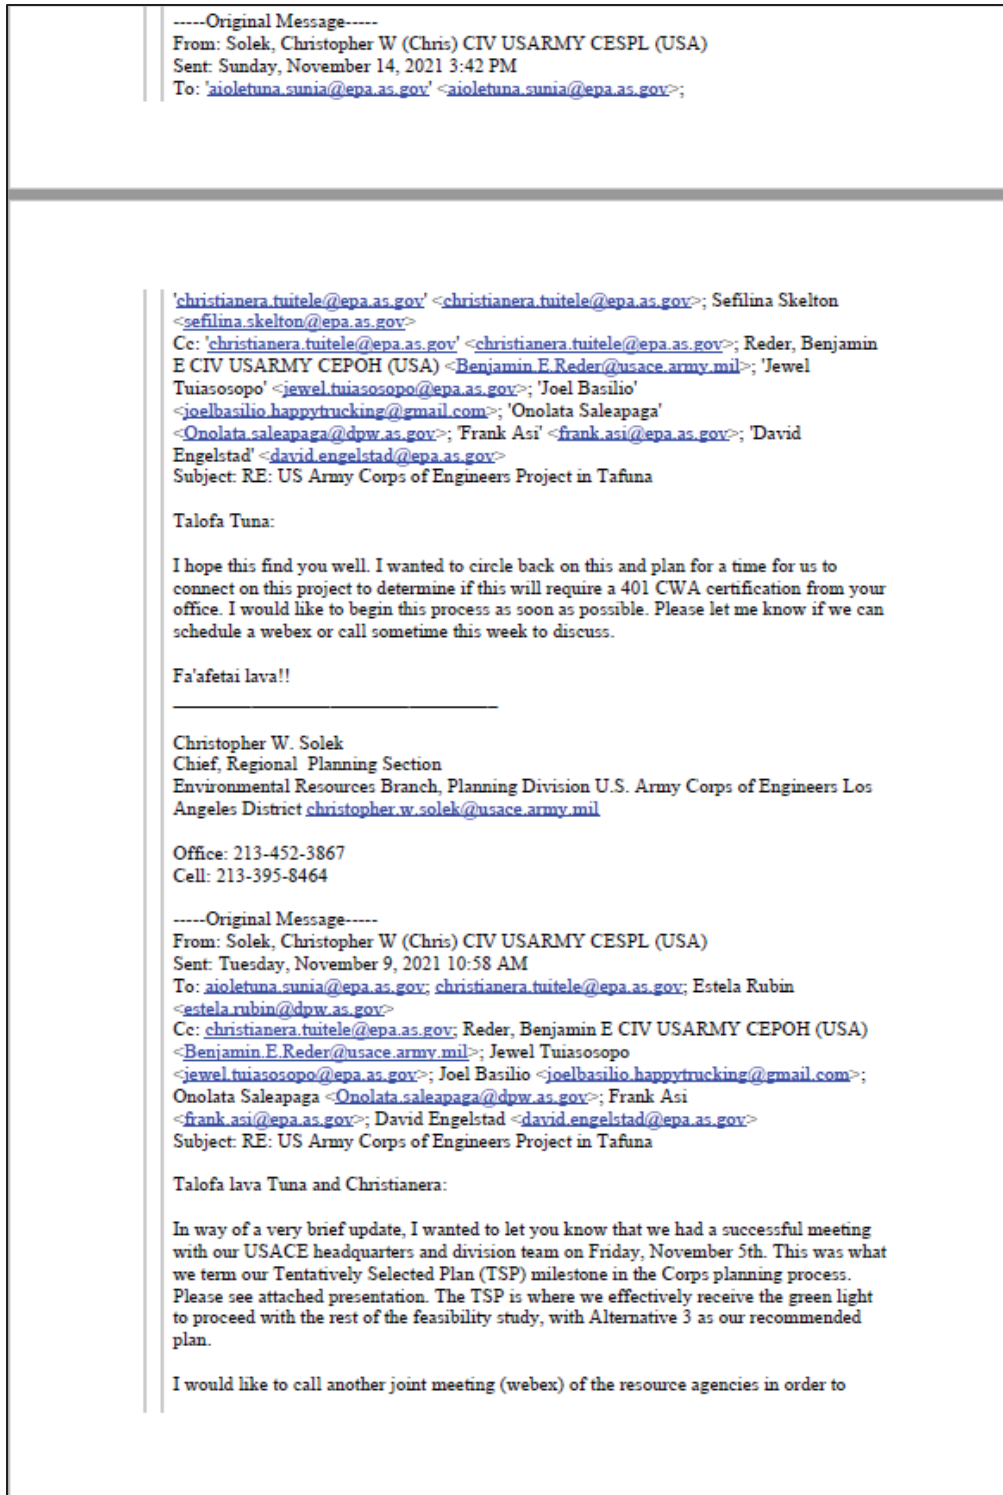 -----Original Message-----
From: Solek, Christopher W (Chris) CIV USARMY CESPL (USA)
Sent: Sunday, November 14, 2021 3:42 PM
To: 'aioletuna.sunia@epa.as.gov' <aioletuna.sunia@epa.as.gov>;
'christianera.tuitele@epa.as.gov' <christianera.tuitele@epa.as.gov>; Sefilina Skelton
<sefilina.skelton@epa.as.gov>
Cc: 'christianera.tuitele@epa.as.gov' <christianera.tuitele@epa.as.gov>; Reder, Benjamin
E CIV USARMY CEPOH (USA) <Benjamin.E.Reder@usace.army.mil>; 'Jewel
Tuiasosopo' <jewel.tuiasosopo@epa.as.gov>; 'Joel Basilio'
<joelbasilio.happytrucking@gmail.com>; 'Onolata Saleapaga'
<Onolata.saleapaga@dpw.as.gov>; 'Frank Asi' <frank.asi@epa.as.gov>; 'David
Engelstad' <david.engelstad@epa.as.gov>
Subject: RE: US Army Corps of Engineers Project in Tafuna
Talofa Tuna:
I hope this find you well. I wanted to circle back on this and plan for a time for us to
connect on this project to determine if this will require a 401 CWA certification from your
office. I would like to begin this process as soon as possible. Please let me know if we can
schedule a webex or call sometime this week to discuss.
Fa'afetai lava!!
Christopher W. Solek
Chief, Regional  Planning Section
Environmental Resources Branch, Planning Division U.S. Army Corps of Engineers Los
Angeles District christopher.w.solek@usace.army.mil
Office: 213-452-3867
Cell: 213-395-8464
-----Original Message-----
From: Solek, Christopher W (Chris) CIV USARMY CESPL (USA)
Sent: Tuesday, November 9, 2021 10:58 AM
To: aioletuna.sunia@epa.as.gov; christianera.tuitele@epa.as.gov; Estela Rubin
<estela.rubin@dpw.as.gov>
Cc: christianera.tuitele@epa.as.gov; Reder, Benjamin E CIV USARMY CEPOH (USA)
<Benjamin.E.Reder@usace.army.mil>; Jewel Tuiasosopo
<jewel.tuiasosopo@epa.as.gov>; Joel Basilio <joelbasilio.happytrucking@gmail.com>;
Onolata Saleapaga <Onolata.saleapaga@dpw.as.gov>; Frank Asi
<frank.asi@epa.as.gov>; David Engelstad <david.engelstad@epa.as.gov>
Subject: RE: US Army Corps of Engineers Project in Tafuna
Talofa lava Tuna and Christianera:
In way of a very brief update, I wanted to let you know that we had a successful meeting
with our USACE headquarters and division team on Friday, November 5th. This was what
we term our Tentatively Selected Plan (TSP) milestone in the Corps planning process.
Please see attached presentation. The TSP is where we effectively receive the green light
to proceed with the rest of the feasibility study, with Alternative 3 as our recommended
plan.
I would like to call another joint meeting (webex) of the resource agencies in order to